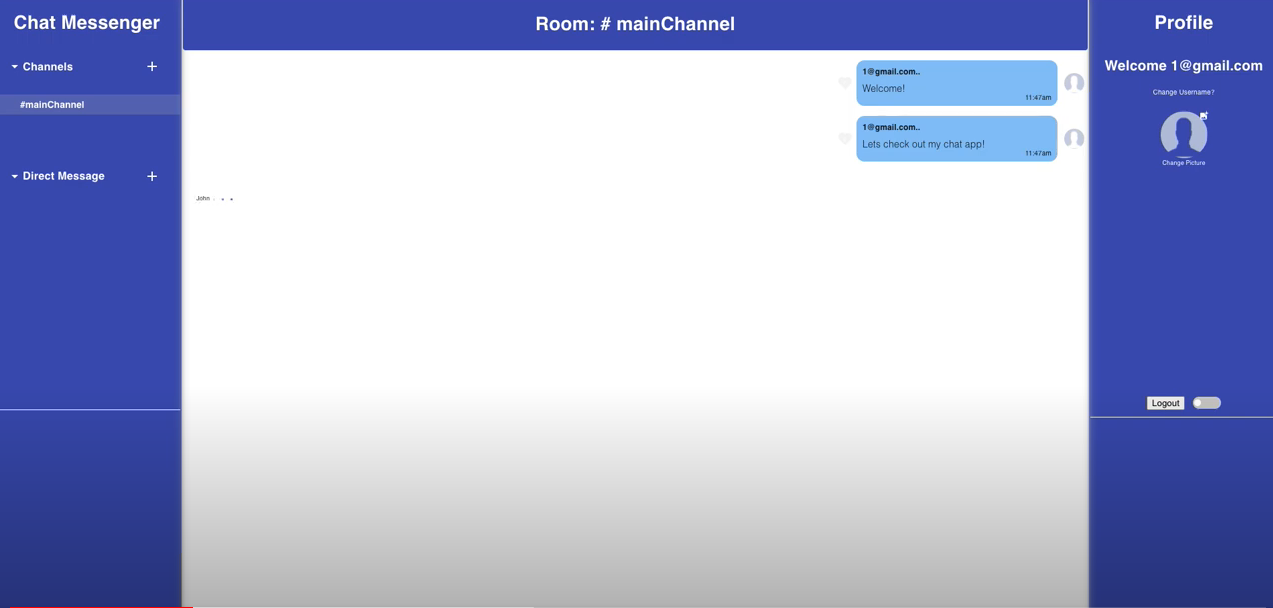 Chat Messenger
Channels
#mainChannel
Direct Message
Room: # mainChannel
1@gmail.com..
Welcome!
11:47am
1@gmail.com..
Lets check out my chat app!
11:47am
John
Profile
Welcome 1@gmail.com
Change Username?
Change Picture
Logout